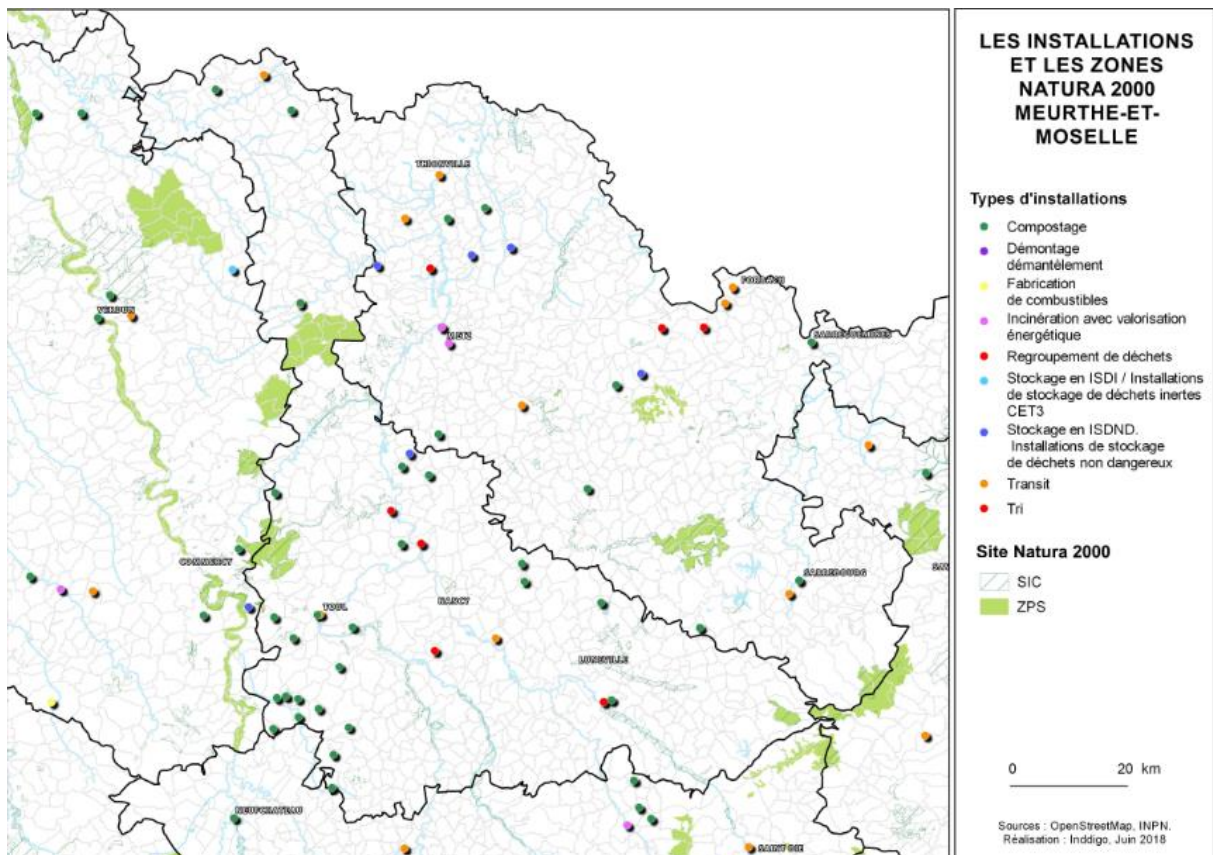 LES INSTALLATIONS
ET LES ZONES
NATURA 2000
MEURTHE-ET-
MOSELLE
Types d'installations
Compostage
Démontage
démantèlement
Fabrication
de combustibles
Incinération avec valorisation
énergétique
Regroupement de déchets
Stockage en ISDI / Installations
de stockage de déchets inertes
CET3
Stockage en ISDND.
Installations de stockage
de déchets non dangereux
Transit
Tri
Site Natura 2000
SIC
ZPS
0 20 km
Sources : OpenStreetMap, INPN.
Réalisation : Inddigo, Juin 2018
THIONVILLE
FORBACH
VERDUN
METZ
SARREGUEMINES
COMMERCY
SARREBOURG
TOUL
NANCY
LUNEVILLE
NEUFCHATEAU
SAINT DIE